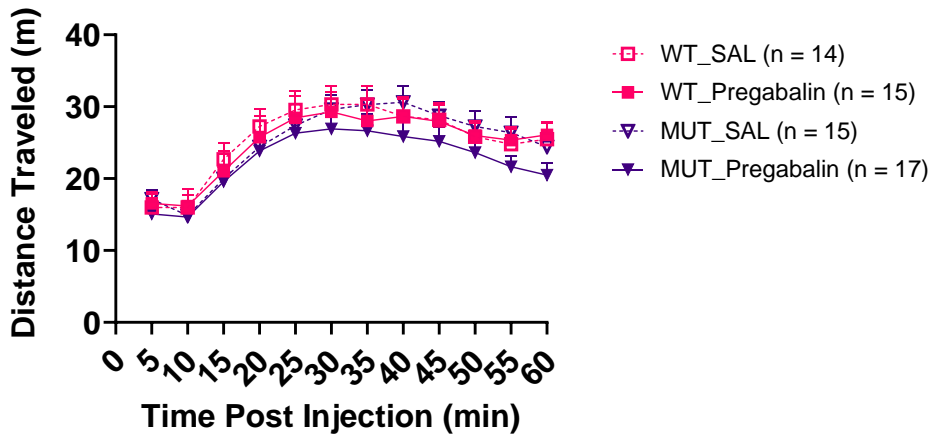 Distance Traveled (m)
40
30
20
10
0
0 5 10 15 20 25 30 35 40 45 50 55 60
Time Post Injection (min)
WT_SAL (n = 14)
WT_Pregabalin (n = 15)
MUT_SAL (n = 15)
MUT_Pregabalin (n = 17)